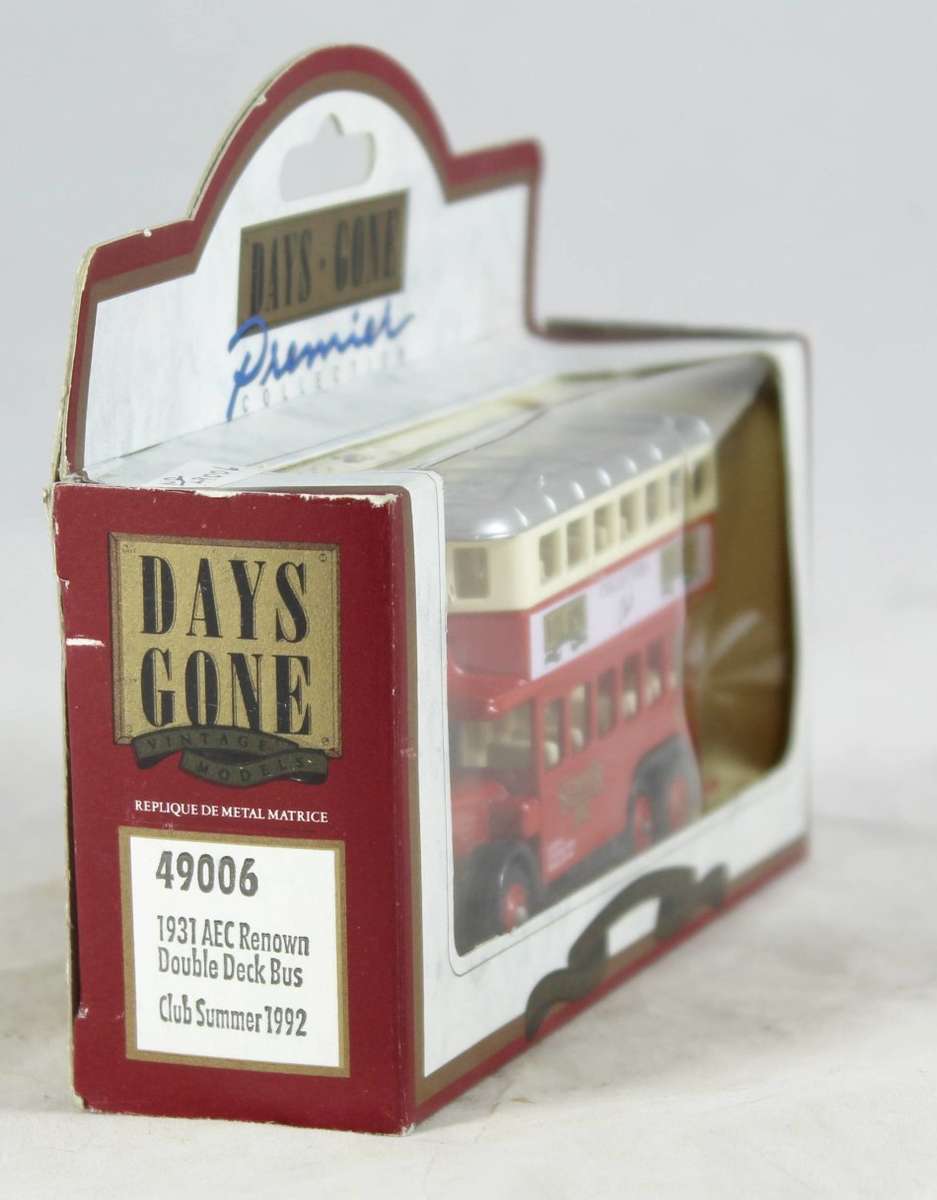 DAYS • GONE
Premier
COLLECTION
DAYS
GONE
VINTAGE
MODELS
REPLIQUE DE METAL MATRICE
49006
1931 AEC Renown
Double Deck Bus
Club Summer 1992